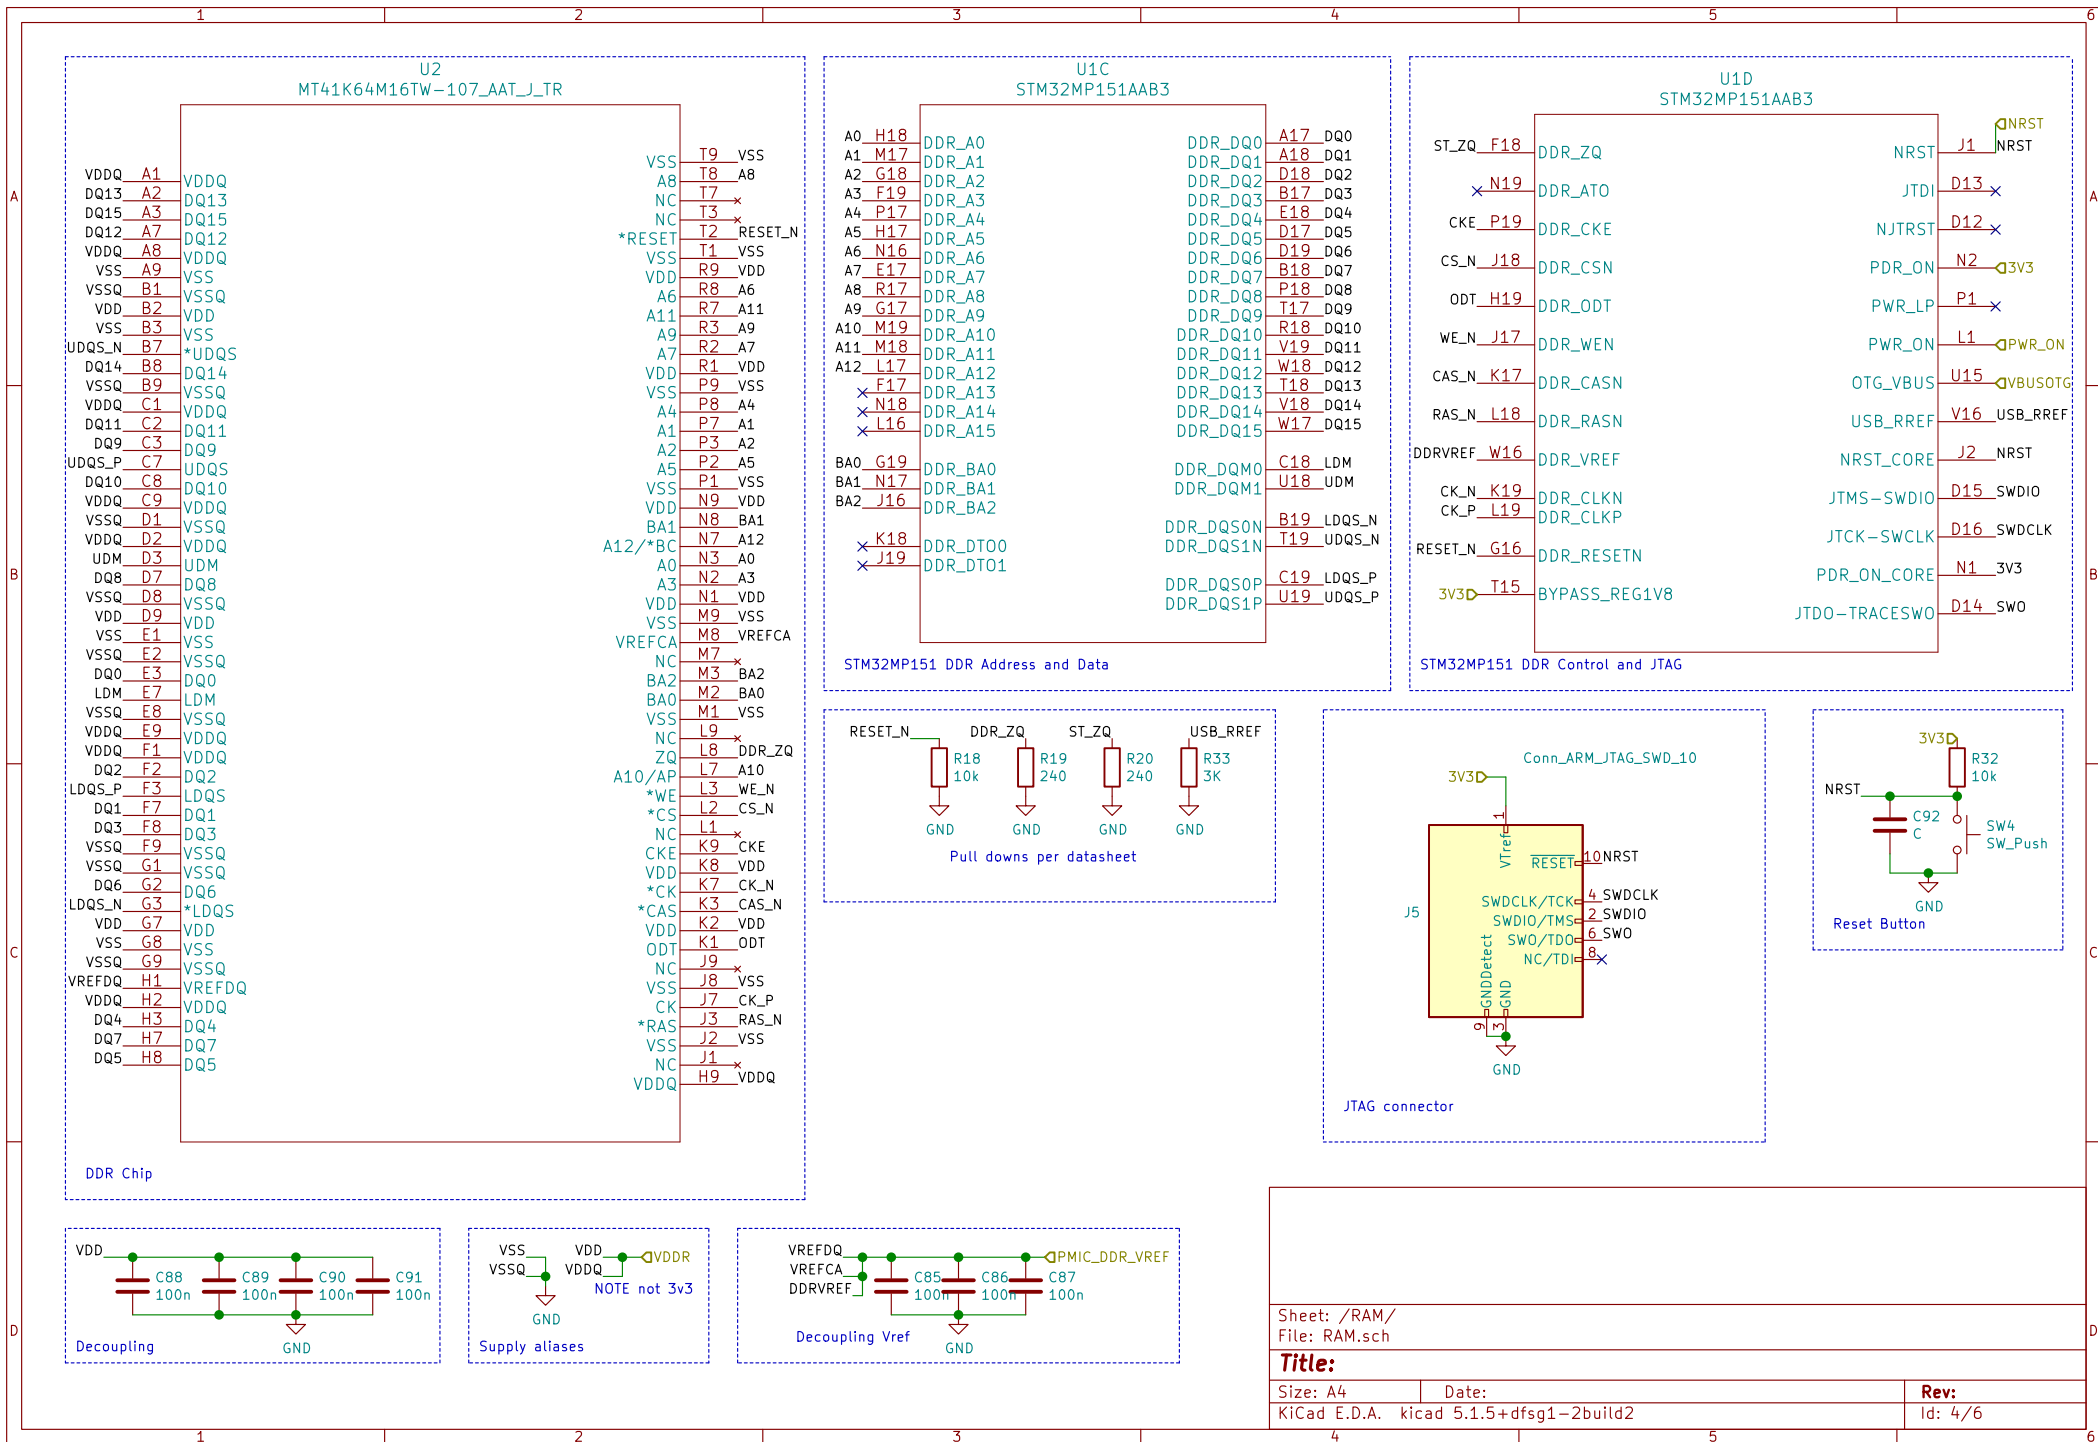 1 2 3 4 5 6
A
B
C
D
U2
MT41K64M16TW-107_AAT_J_TR
VDDQ A1 VDDQ
DQ13 A2 DQ13
DQ15 A3 DQ15
DQ12 A7 DQ12
VDDQ A8 VDDQ
VSS A9 VSS
VSSQ B1 VSSQ
VDD B2 VDD
VSS B3 VSS
UDQS_N B7 *UDQS
DQ14 B8 DQ14
VSSQ B9 VSSQ
VDDQ C1 VDDQ
DQ11 C2 DQ11
DQ9 C3 DQ9
UDQS_P C7 UDQS
DQ10 C8 DQ10
VDDQ C9 VDDQ
VSSQ D1 VSSQ
VDDQ D2 VDDQ
UDM D3 UDM
DQ8 D7 DQ8
VSSQ D8 VSSQ
VDD D9 VDD
VSS E1 VSS
VSSQ E2 VSSQ
DQ0 E3 DQ0
LDM E7 LDM
VSSQ E8 VSSQ
VDDQ E9 VDDQ
VDDQ F1 VDDQ
DQ2 F2 DQ2
LDQS_P F3 LDQS
DQ1 F7 DQ1
DQ3 F8 DQ3
VSSQ F9 VSSQ
VSSQ G1 VSSQ
DQ6 G2 DQ6
LDQS_N G3 *LDQS
VDD G7 VDD
VSS G8 VSS
VSSQ G9 VSSQ
VREFDQ H1 VREFDQ
VDDQ H2 VDDQ
DQ4 H3 DQ4
DQ7 H7 DQ7
DQ5 H8 DQ5
VSS T9 VSS
A8 T8 A8
NC T7
NC T3
*RESET T2 RESET_N
VSS T1 VSS
VDD R9 VDD
A6 R8 A6
A11 R7 A11
A9 R3 A9
A7 R2 A7
VDD R1 VDD
VSS P9 VSS
A4 P8 A4
A1 P7 A1
A2 P3 A2
A5 P2 A5
VSS P1 VSS
VDD N9 VDD
BA1 N8 BA1
A12/*BC N7 A12
A0 N3 A0
A3 N2 A3
VDD N1 VDD
VSS M9 VSS
VREFCA M8 VREFCA
NC M7
BA2 M3 BA2
BA0 M2 BA0
VSS M1 VSS
NC L9
ZQ L8 DDR_ZQ
A10/AP L7 A10
*WE L3 WE_N
*CS L2 CS_N
NC L1
CKE K9 CKE
VDD K8 VDD
*CK K7 CK_N
*CAS K3 CAS_N
VDD K2 VDD
ODT K1 ODT
NC J9
VSS J8 VSS
CK J7 CK_P
*RAS J3 RAS_N
VSS J2 VSS
NC J1
VDDQ H9 VDDQ
DDR Chip
U1C
STM32MP151AAB3
A0 H18 DDR_A0
A1 M17 DDR_A1
A2 G18 DDR_A2
A3 F19 DDR_A3
A4 P17 DDR_A4
A5 H17 DDR_A5
A6 N16 DDR_A6
A7 E17 DDR_A7
A8 R17 DDR_A8
A9 G17 DDR_A9
A10 M19 DDR_A10
A11 M18 DDR_A11
A12 L17 DDR_A12
F17 DDR_A13
N18 DDR_A14
L16 DDR_A15
BA0 G19 DDR_BA0
BA1 N17 DDR_BA1
BA2 J16 DDR_BA2
K18 DDR_DTO0
J19 DDR_DTO1
DDR_DQ0 A17 DQ0
DDR_DQ1 A18 DQ1
DDR_DQ2 D18 DQ2
DDR_DQ3 B17 DQ3
DDR_DQ4 E18 DQ4
DDR_DQ5 D17 DQ5
DDR_DQ6 D19 DQ6
DDR_DQ7 B18 DQ7
DDR_DQ8 P18 DQ8
DDR_DQ9 T17 DQ9
DDR_DQ10 R18 DQ10
DDR_DQ11 V19 DQ11
DDR_DQ12 W18 DQ12
DDR_DQ13 T18 DQ13
DDR_DQ14 V18 DQ14
DDR_DQ15 W17 DQ15
DDR_DQM0 C18 LDM
DDR_DQM1 U18 UDM
DDR_DQS0N B19 LDQS_N
DDR_DQS1N T19 UDQS_N
DDR_DQS0P C19 LDQS_P
DDR_DQS1P U19 UDQS_P
STM32MP151 DDR Address and Data
U1D
STM32MP151AAB3
ST_ZQ F18 DDR_ZQ
N19 DDR_ATO
CKE P19 DDR_CKE
CS_N J18 DDR_CSN
ODT H19 DDR_ODT
WE_N J17 DDR_WEN
CAS_N K17 DDR_CASN
RAS_N L18 DDR_RASN
DDRVREF W16 DDR_VREF
CK_N K19 DDR_CLKN
CK_P L19 DDR_CLKP
RESET_N G16 DDR_RESETN
3V3 T15 BYPASS_REG1V8
NRST
NRST J1 NRST
JTDI D13
NJTRST D12
PDR_ON N2 3V3
PWR_LP P1
PWR_ON L1 PWR_ON
OTG_VBUS U15 VBUSOTG
USB_RREF V16 USB_RREF
NRST_CORE J2 NRST
JTMS-SWDIO D15 SWDIO
JTCK-SWCLK D16 SWDCLK
PDR_ON_CORE N1 3V3
JTDO-TRACESWO D14 SWO
STM32MP151 DDR Control and JTAG
RESET_N DDR_ZQ ST_ZQ USB_RREF
R18 R19 R20 R33
10k 240 240 3K
GND GND GND GND
Pull downs per datasheet
Conn_ARM_JTAG_SWD_10
3V3
1
VTref
RESET 10 NRST
SWDCLK/TCK 4 SWDCLK
J5
SWDIO/TMS 2 SWDIO
SWO/TDO 6 SWO
NC/TDI 8
GNDDetect GND
9 3
GND
JTAG connector
3V3
R32
10k
NRST
C92
C
SW4
SW_Push
GND
Reset Button
VDD
C88 C89 C90 C91
100n 100n 100n 100n
GND
Decoupling
VSS VDD VDDR
VSSQ VDDQ
NOTE not 3v3
GND
Supply aliases
VREFDQ PMIC_DDR_VREF
VREFCA
DDRVREF
C85 C86 C87
100n 100n 100n
Decoupling Vref
GND
Sheet: /RAM/
File: RAM.sch
Title:
Size: A4 Date: Rev:
KiCad E.D.A. kicad 5.1.5+dfsg1-2build2 Id: 4/6
A
B
C
D
1 2 3 4 5 6